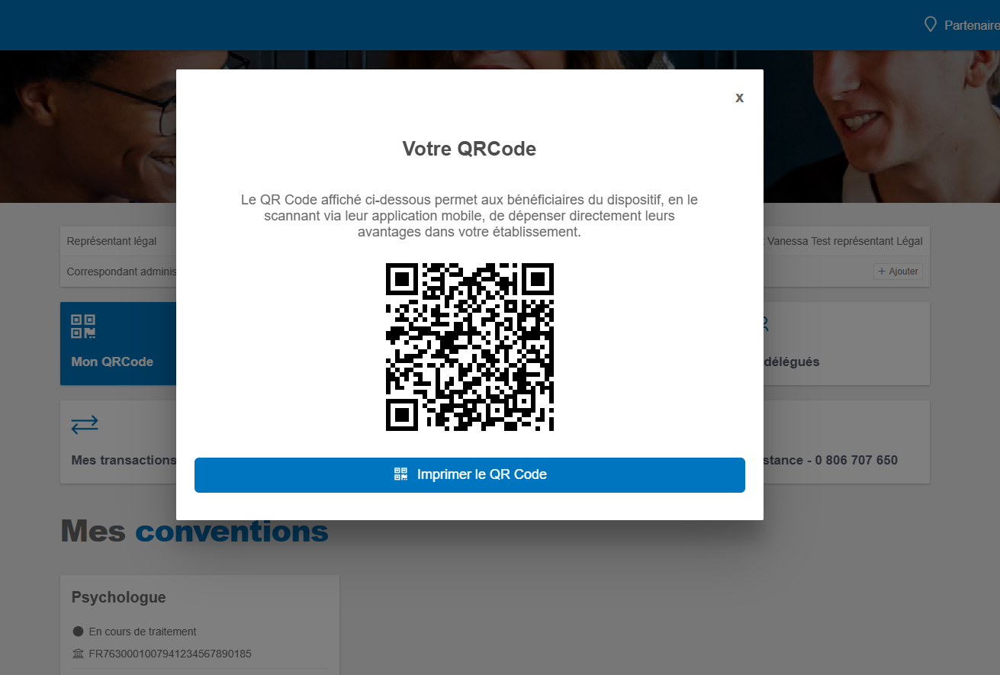 Partenaire
x
Votre QRCode
Le QR Code affiché ci-dessous permet aux bénéficiaires du dispositif, en le
scannant via leur application mobile, de dépenser directement leurs
avantages dans votre établissement.
Imprimer le QR Code
Représentant légal
: Vanessa Test représentant Légal
Correspondant adminis
+ Ajouter
Mon QRCode
délégués
Mes transactions
stance - 0 806 707 650
Mes conventions
Psychologue
En cours de traitement
FR7630001007941234567890185